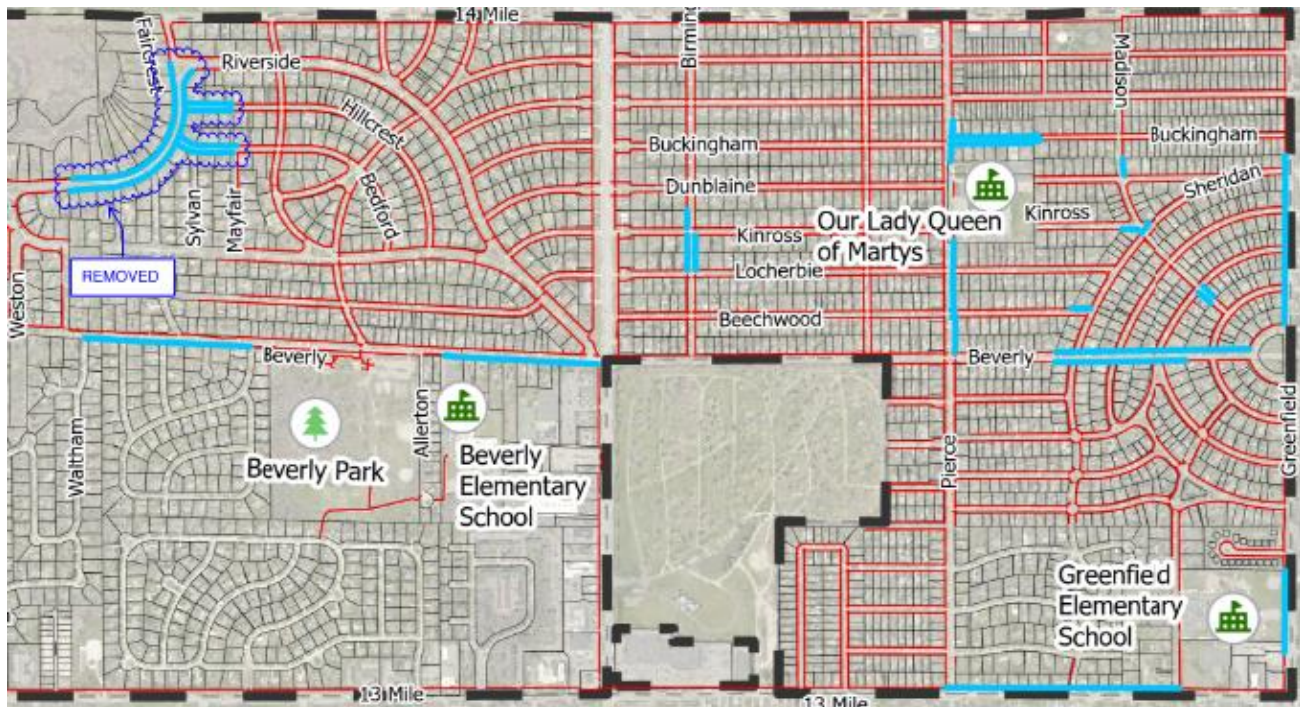 14 Mile
Faircrest
Riverside
Birming
Madison
Hillcrest
Buckingham
Buckingham
Dunblaine
Sheridan
Sylvan
Mayfair
Bedford
Our Lady Queen
of Martys
Kinross
Kinross
REMOVED
Locherbie
Weston
Beechwood
Beverly
Beverly
Greenfield
Waltham
Allerton
Beverly Park
Beverly
Elementary
School
Pierce
Greenfield
Elementary
School
13 Mile
13 Mile